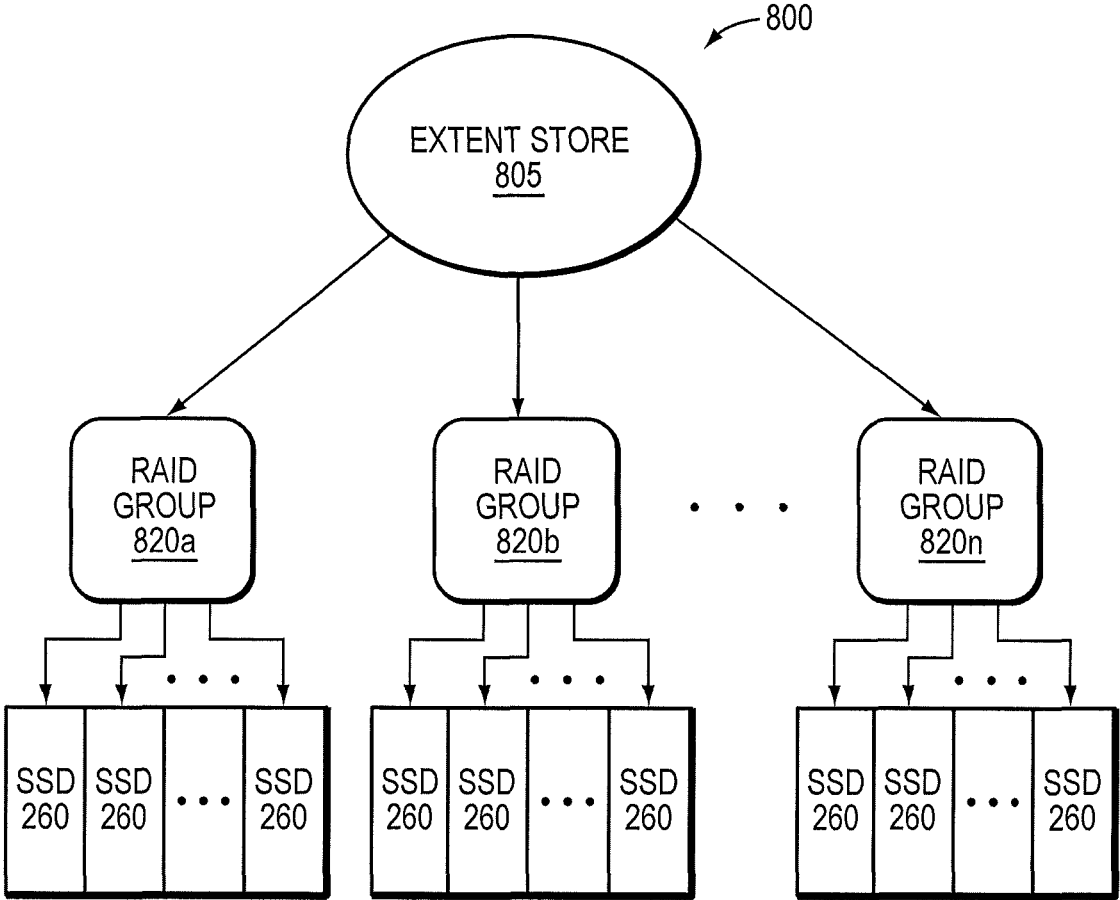 800
EXTENT STORE
805
RAID
GROUP
820a
RAID
GROUP
820b
RAID
GROUP
820n
SSD
260
SSD
260
SSD
260
SSD
260
SSD
260
SSD
260
SSD
260
SSD
260
SSD
260